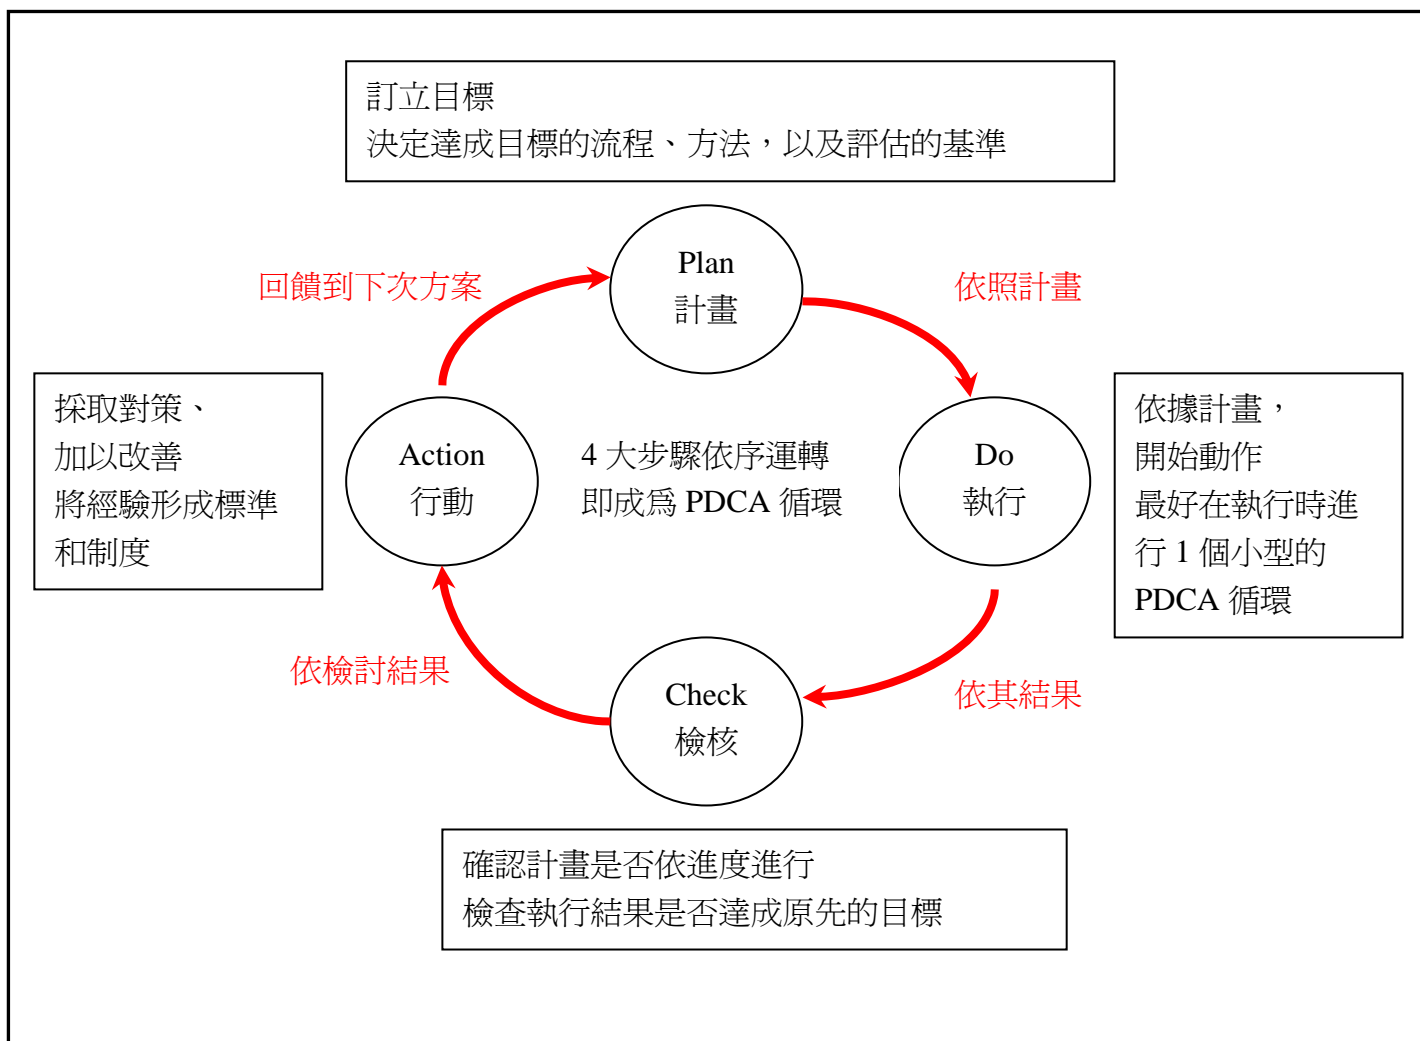 訂立目標
決定達成目標的流程、方法，以及評估的基準
Plan
計畫
回饋到下次方案
依照計畫
採取對策、
加以改善
將經驗形成標準
和制度
Action
行動
4 大步驟依序運轉
即成為 PDCA 循環
Do
執行
依據計畫，
開始動作
最好在執行時進
行 1 個小型的
PDCA 循環
依檢討結果
Check
檢核
依其結果
確認計畫是否依進度進行
檢查執行結果是否達成原先的目標